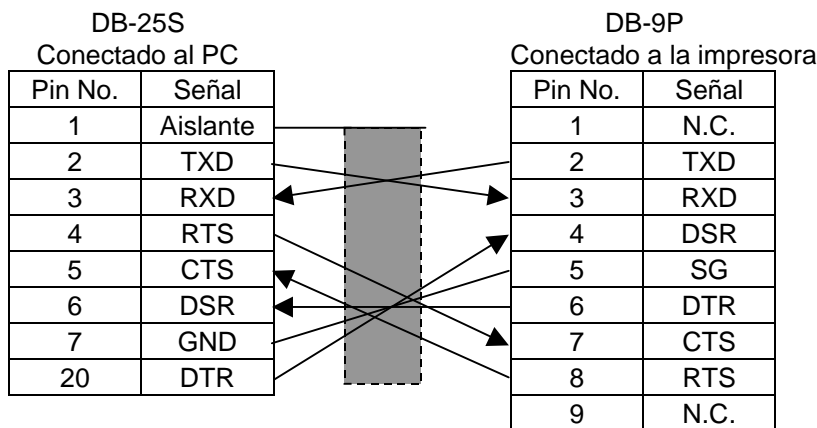 DB-25S DB-9P
Conectado al PC Conectado a la impresora
Pin No. Señal Pin No. Señal
1 Aislante 1 N.C.
2 TXD 2 TXD
3 RXD 3 RXD
4 RTS 4 DSR
5 CTS 5 SG
6 DSR 6 DTR
7 GND 7 CTS
20 DTR 8 RTS
9 N.C.